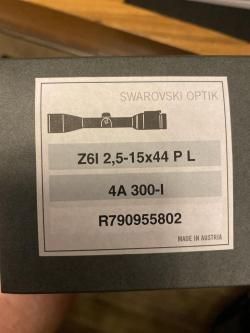 SWAROVSKI OPTIK
Z6I 2,5-15x44 P L
4A 300-I
R790955802
MADE IN AUSTRIA